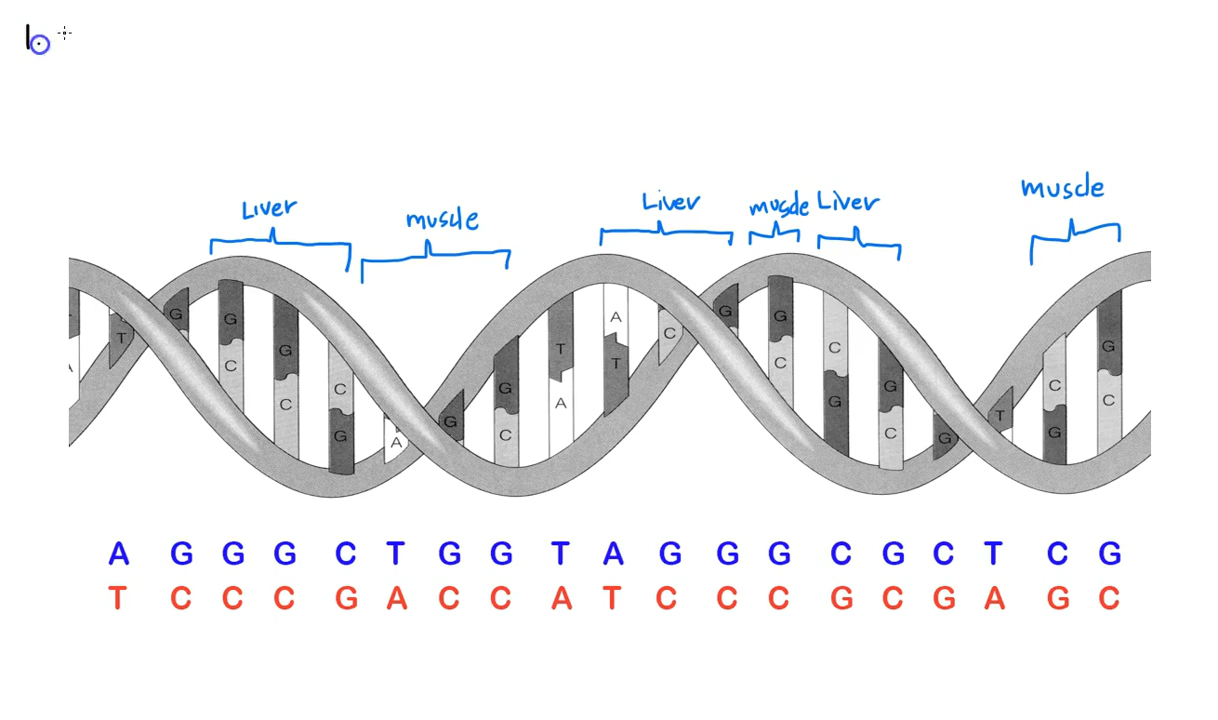 Liver muscle Liver muscle Liver muscle
T G G G C A G G T A C G G C G G T C G
C C G A C A T C G C G C
A G G G C T G G T A G G G C G C T C G
T C C C G A C C A T C C C G C G A G C